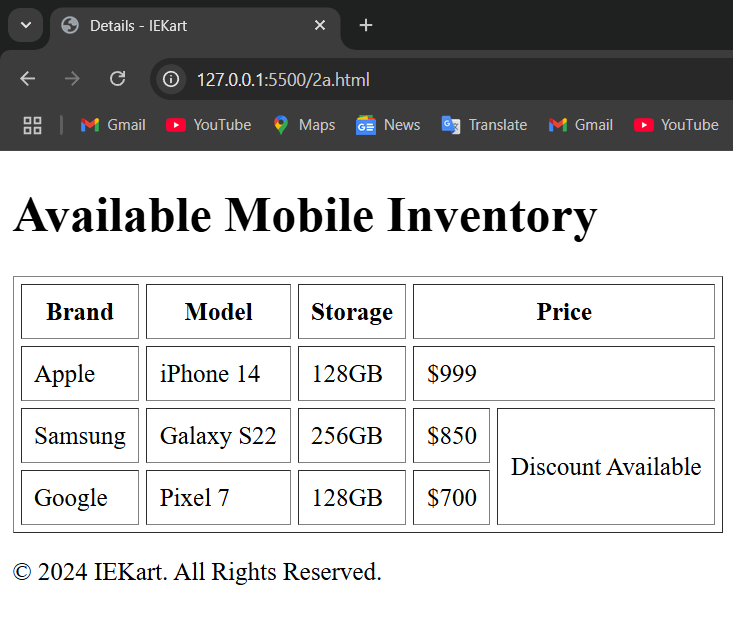 Details - IEKart
127.0.0.1:5500/2a.html
Gmail YouTube Maps News Translate Gmail YouTube
Available Mobile Inventory
Brand Model Storage Price
Apple iPhone 14 128GB $999
Samsung Galaxy S22 256GB $850
Discount Available
Google Pixel 7 128GB $700
© 2024 IEKart. All Rights Reserved.